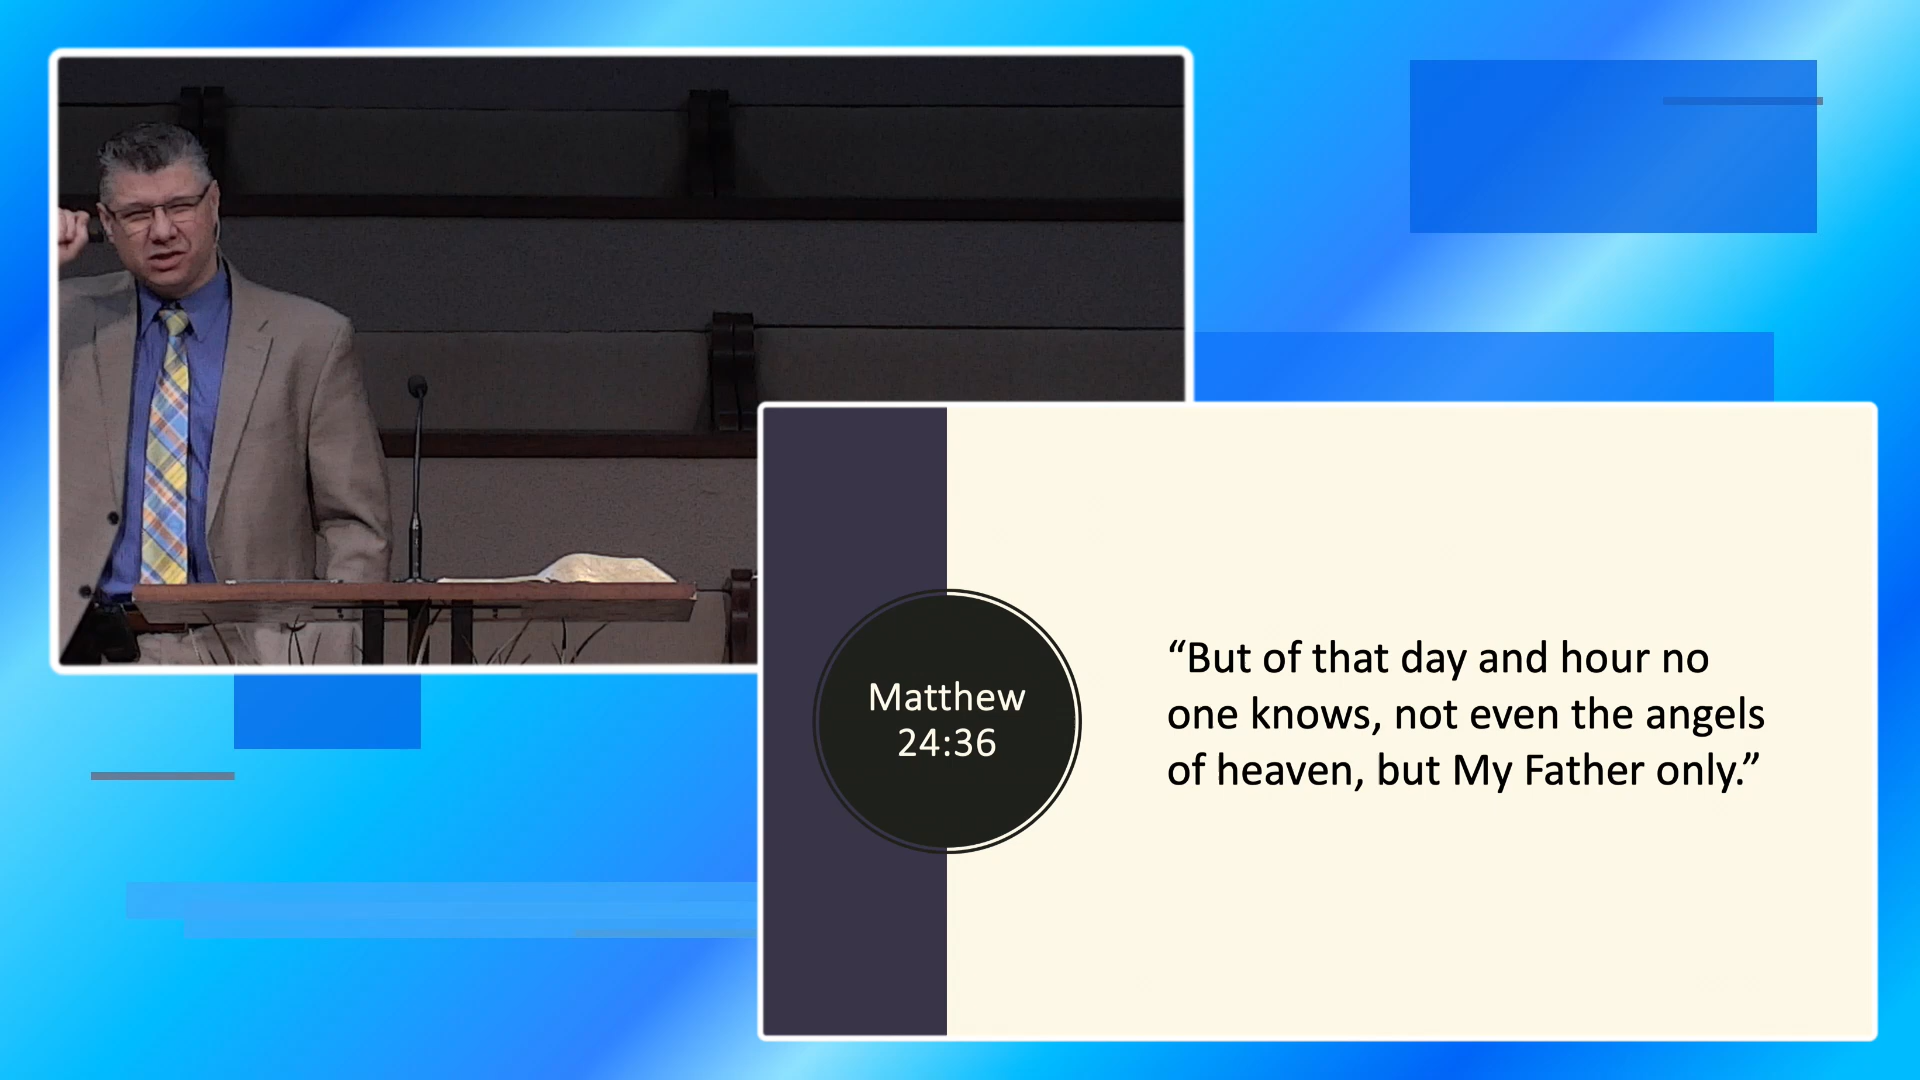 Matthew
24:36
“But of that day and hour no
one knows, not even the angels
of heaven, but My Father only.”